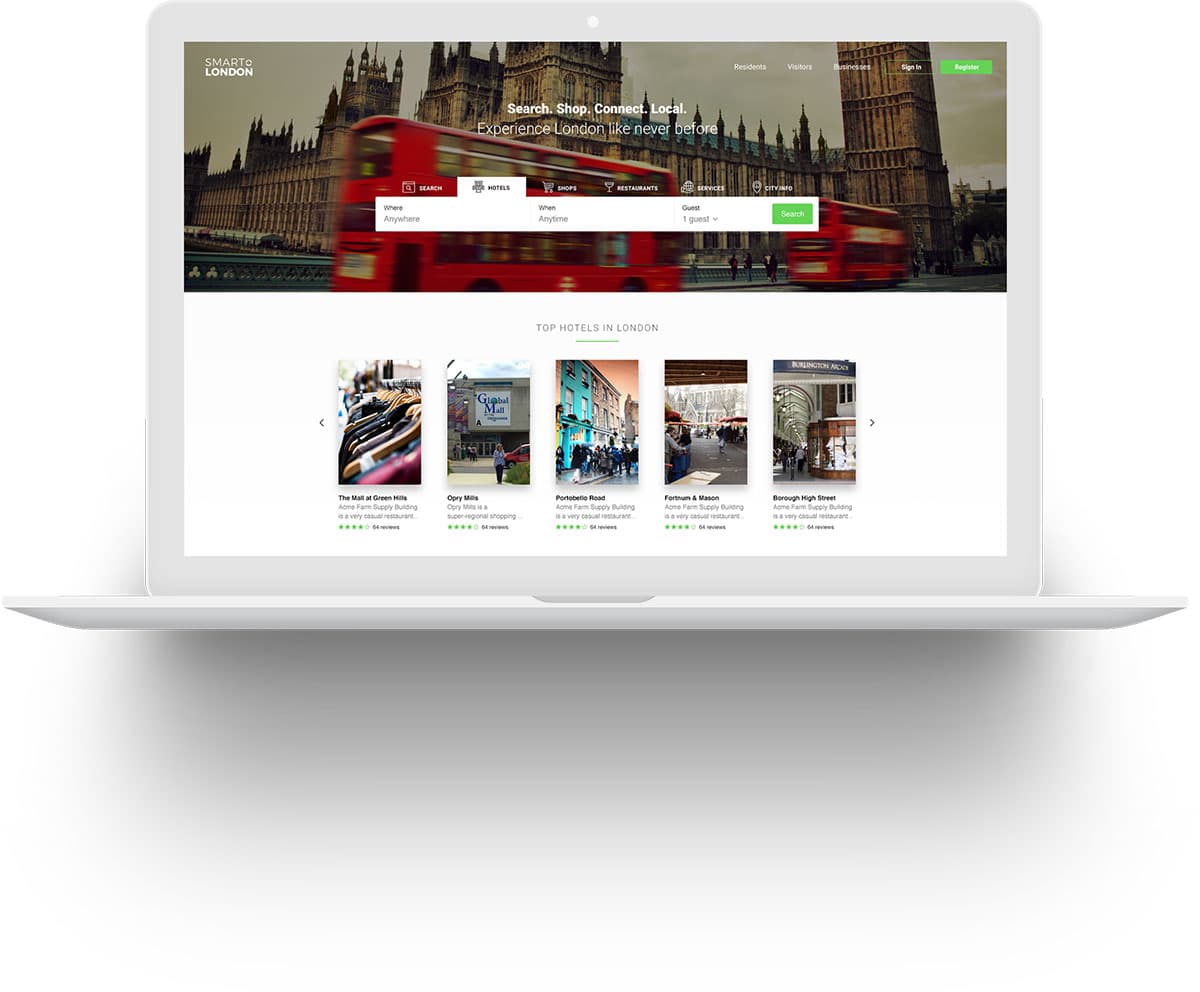 SMART
LONDON
Residents
Visitors
Businesses
Sign In
Register
Search. Shop. Connect. Local.
Experience London like never before
SEARCH
HOTELS
SHOPS
RESTAURANTS
SERVICES
CITY INFO
Where
Anywhere
When
Anytime
Guest
1 guest
Search
TOP HOTELS IN LONDON
Global
Mall
A
BURLINGTON ARCADE
The Mall at Green Hills
Acme Farm Supply Building
is a very casual restaurant...
64 reviews
Opry Mills
Opry Mills is a
super-regional shopping ...
64 reviews
Portobello Road
Acme Farm Supply Building
is a very casual restaurant...
64 reviews
Fortnum & Mason
Acme Farm Supply Building
is a very casual restaurant...
64 reviews
Borough High Street
Acme Farm Supply Building
is a very casual restaurant...
64 reviews